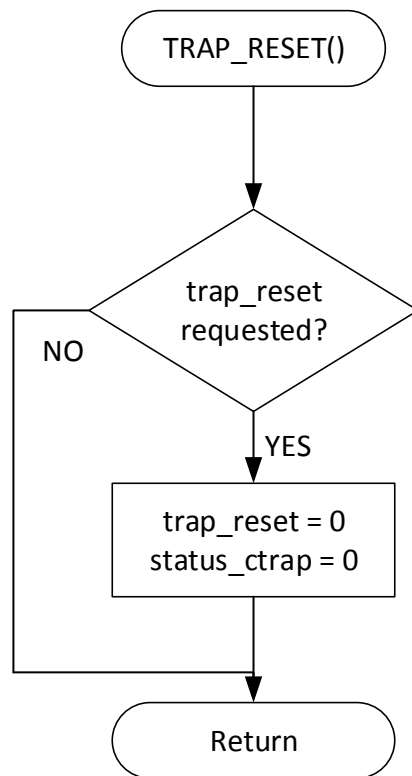 TRAP_RESET()
trap_reset
requested?
NO
YES
trap_reset = 0
status_ctrap = 0
Return